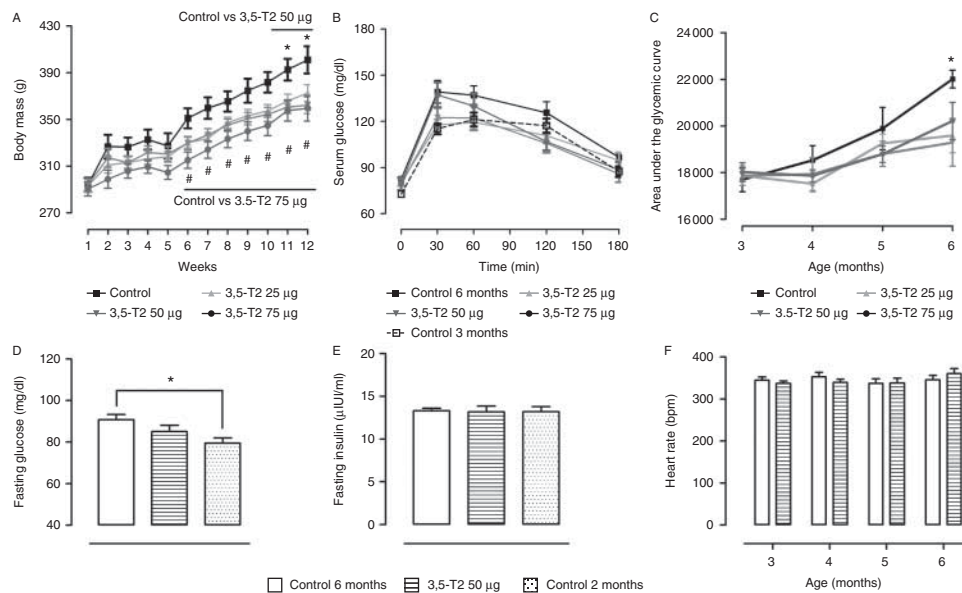 A
Control vs 3,5-T2 50 µg
430
390
350
310
270
Body mass (g)
* *
# # # # # # #
Control vs 3.5-T2 75 µg
1 2 3 4 5 6 7 8 9 10 11 12
Weeks
Control
3,5-T2 25 µg
3,5-T2 50 µg
3,5-T2 75 µg
B
180
150
120
90
60
Serum glucose (mg/dl)
0 30 60 90 120 150 180
Time (min)
Control 6 months
3,5-T2 25 µg
3,5-T2 50 µg
3,5-T2 75 µg
Control 3 months
C
24 000
22 000
20 000
18 000
16 000
Area under the glycemic curve
*
3 4 5 6
Age (months)
Control
3,5-T2 25 µg
3.5-T2 50 µg
3,5-T2 75 µg
D
120
100
80
60
40
Fasting glucose (mg/dl)
*
E
20
15
10
5
0
Fasting insulin (µIU/ml)
F
400
300
200
100
0
Heart rate (bpm)
3 4 5 6
Age (months)
Control 6 months
3,5-T2 50 µg
Control 2 months